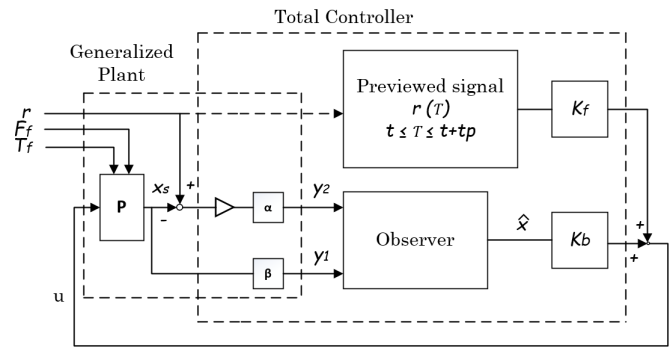 Total Controller
Generalized
Plant
Previewed signal
r (T)
t ≤ T ≤ t+tp
Kf
r
Ff
Tf
P
xs
+
-
α
y2
β
y1
Observer
x̂
Kb
+
+
u